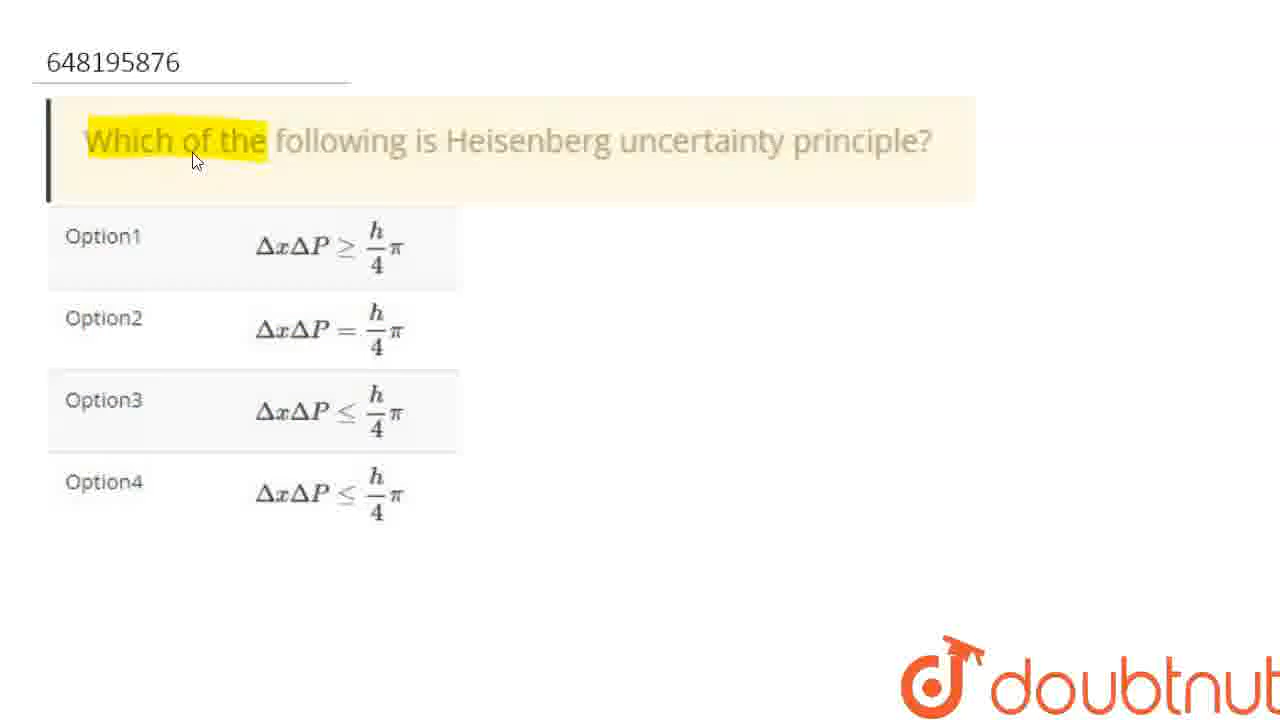 648195876
Which of the following is Heisenberg uncertainty principle?
Option1 ΔxΔP ≥ h/4 π
Option2 ΔxΔP = h/4 π
Option3 ΔxΔP ≤ h/4 π
Option4 ΔxΔP ≤ h/4 π
doubtnut